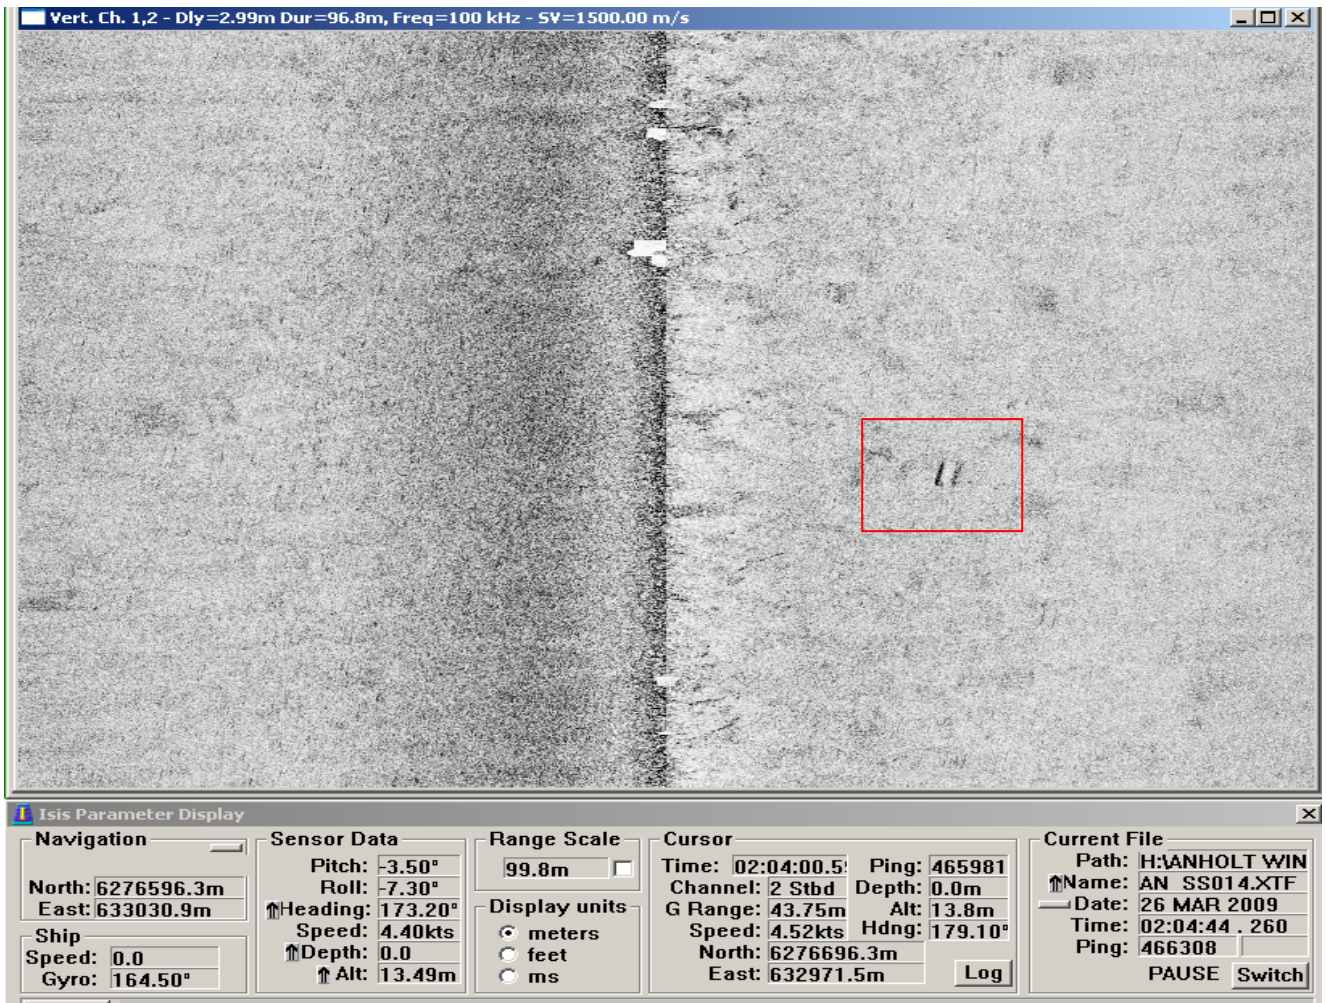 Vert. Ch. 1,2 - Dly=2.99m Dur=96.8m, Freq=100 kHz - SV=1500.00 m/s
Isis Parameter Display
Navigation
North: 6276596.3m
East: 633030.9m
Ship
Speed: 0.0
Gyro: 164.50°
Sensor Data
Pitch: -3.50°
Roll: -7.30°
Heading: 173.20°
Speed: 4.40kts
Depth: 0.0
Alt: 13.49m
Range Scale
99.8m
Display units
meters
feet
ms
Cursor
Time: 02:04:00.5
Ping: 465981
Channel: 2 Stbd
Depth: 0.0m
G Range: 43.75m
Alt: 13.8m
Speed: 4.52kts
Hdng: 179.10°
North: 6276696.3m
East: 632971.5m
Log
Current File
Path: H:\ANHOLT WIN
Name: AN_SS014.XTF
Date: 26 MAR 2009
Time: 02:04:44 . 260
Ping: 466308
PAUSE Switch